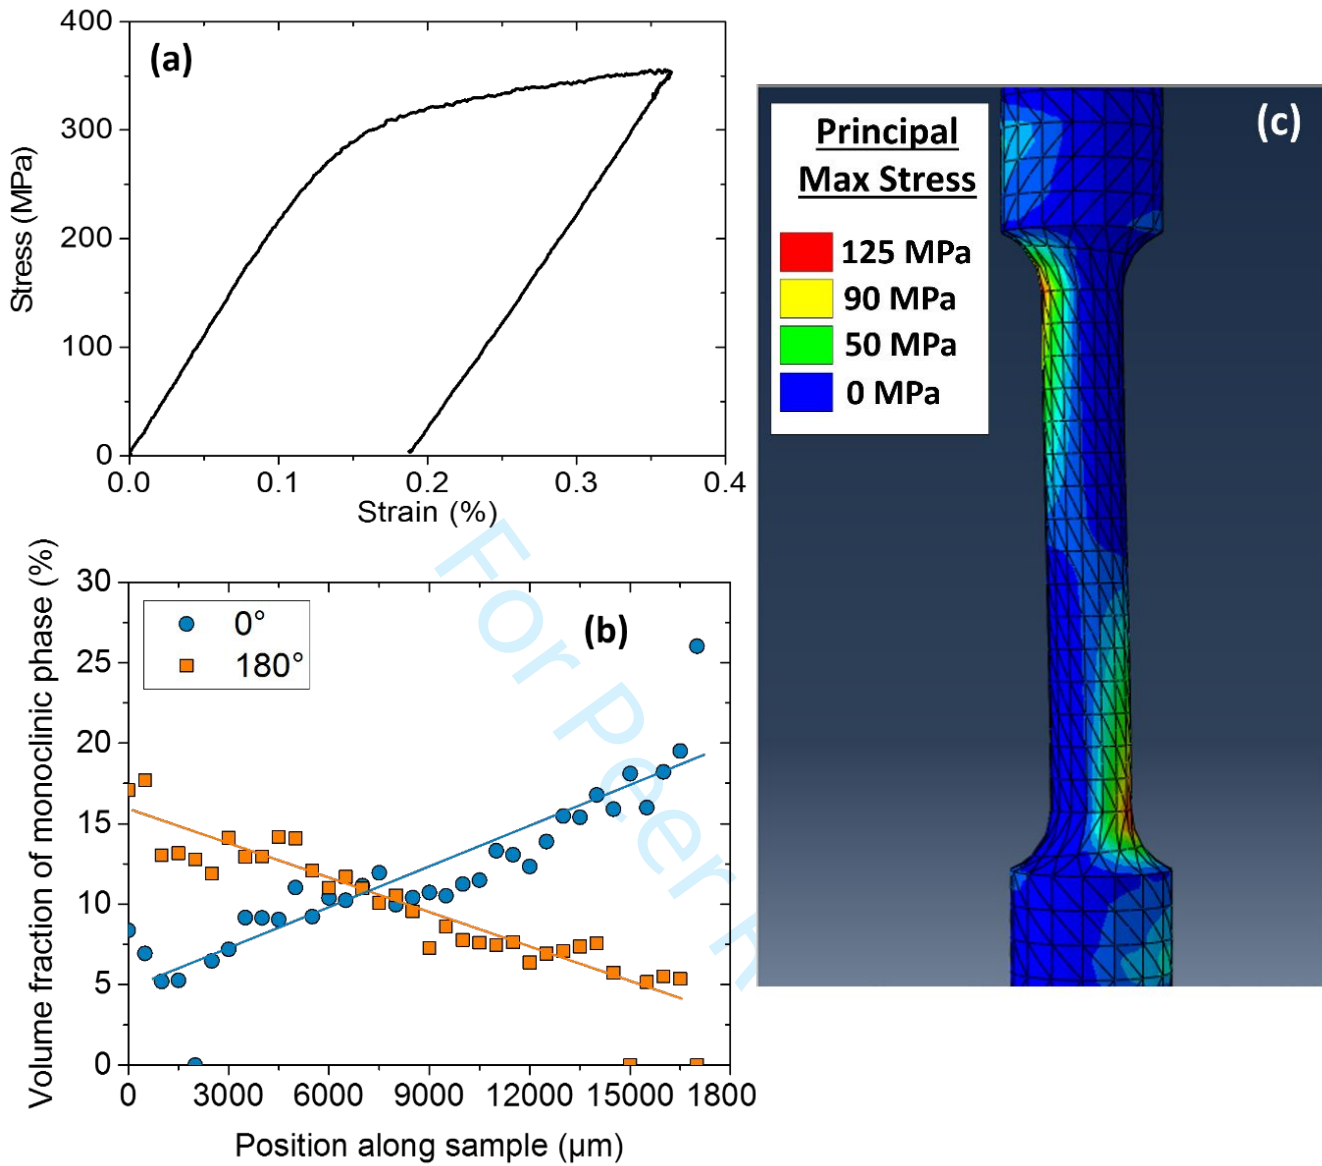 (a)
400
300
200
100
0
Stress (MPa)
0.0 0.1 0.2 0.3 0.4
Strain (%)
(c)
Principal
Max Stress
125 MPa
90 MPa
50 MPa
0 MPa
(b)
0°
180°
30
25
20
15
10
5
0
Volume fraction of monoclinic phase (%)
0 3000 6000 9000 12000 15000 1800
Position along sample (µm)
For Peer R